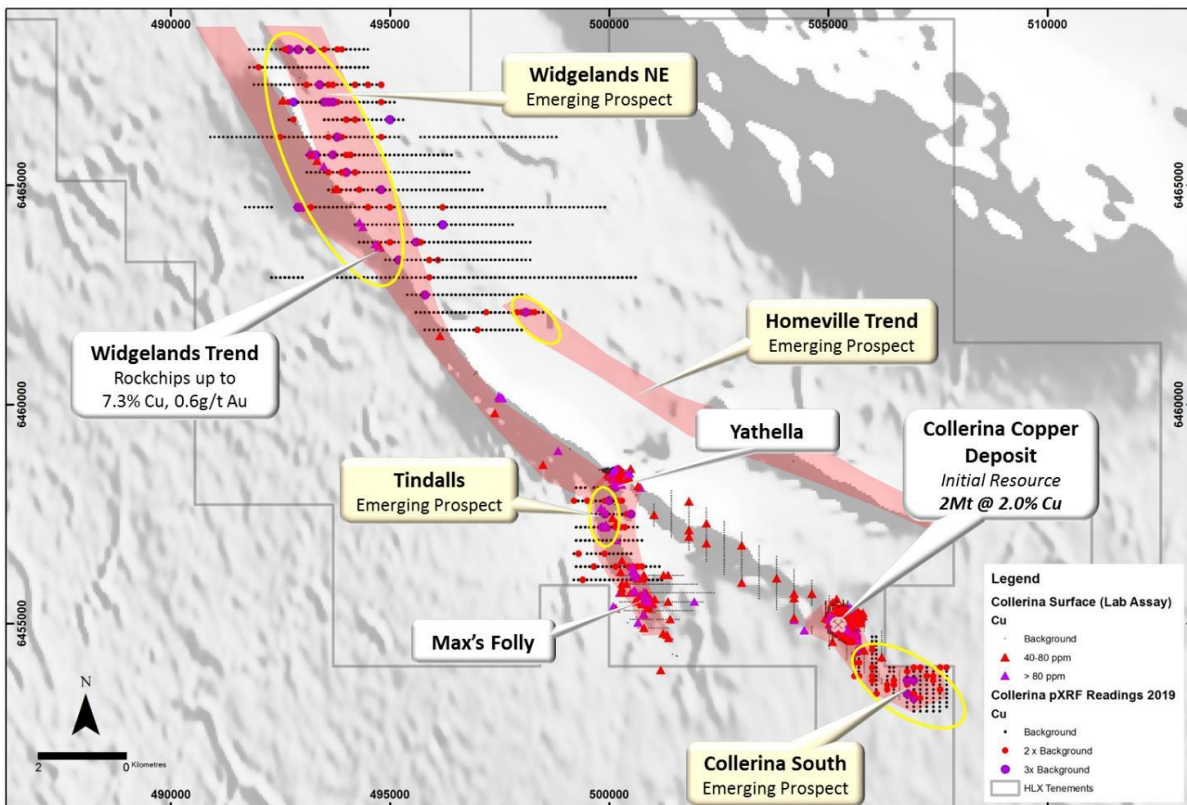 490000
495000
500000
505000
510000
Widgelands NE
Emerging Prospect
6465000
6465000
Homeville Trend
Emerging Prospect
Widgelands Trend
Rockchips up to
7.3% Cu, 0.6g/t Au
6460000
6460000
Yathella
Collerina Copper
Deposit
Initial Resource
2Mt @ 2.0% Cu
Tindalls
Emerging Prospect
Max's Folly
6455000
6455000
Legend
Collerina Surface (Lab Assay)
Cu
Background
40-80 ppm
> 80 ppm
Collerina pXRF Readings 2019
Cu
Background
2 x Background
3x Background
HLX Tenements
N
2
0
Kilometres
Collerina South
Emerging Prospect
490000
495000
500000
505000
510000